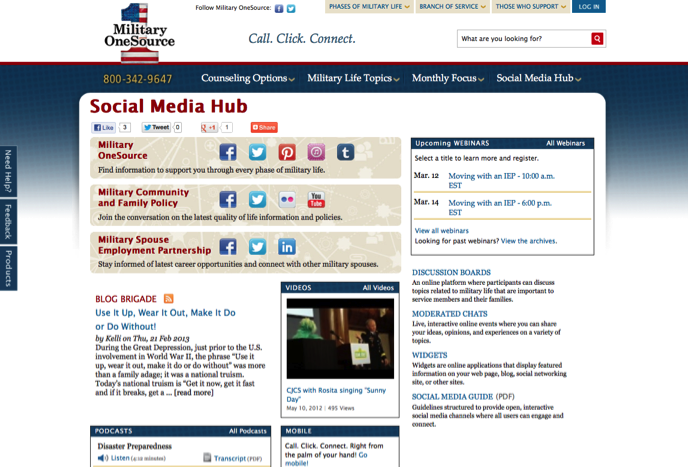 Follow Military OneSource:
PHASES OF MILITARY LIFE
BRANCH OF SERVICE
THOSE WHO SUPPORT
LOG IN
Military
OneSource
Call. Click. Connect.
What are you looking for?
800-342-9647
Counseling Options
Military Life Topics
Monthly Focus
Social Media Hub
Social Media Hub
Like 3
Tweet 0
+1 1
Share
Need Help?
Feedback
Products
Military
OneSource
Find information to support you through every phase of military life.
Military Community
and Family Policy
You
Tube
Join the conversation on the latest quality of life information and policies.
Military Spouse
Employment Partnership
Stay informed of latest career opportunities and connect with other military spouses.
UPCOMING WEBINARS
All Webinars
Select a title to learn more and register.
Mar. 12 Moving with an IEP - 10:00 a.m.
EST
Mar. 14 Moving with an IEP - 6:00 p.m.
EST
View all webinars
Looking for past webinars? View the archives.
BLOG BRIGADE
Use It Up, Wear It Out, Make It Do
or Do Without!
by Kelli on Thu, 21 Feb 2013
During the Great Depression, just prior to the U.S.
involvement in World War II, the phrase "Use it
up, wear it out, make it do or do without" was more
than a family adage; it was a national truism.
Today's national truism is "Get it now, get it fast
and if it breaks, get a ... [read more]
VIDEOS
All Videos
CJCS with Rosita singing "Sunny
Day"
May 10, 2012 : 495 Views
DISCUSSION BOARDS
An online platform where participants can discuss
topics related to military life that are important to
service members and their families.
MODERATED CHATS
Live, interactive online events where you can share
your ideas, opinions, and experiences on a variety of
topics.
WIDGETS
Widgets are online applications that display featured
information on your web page, blog, social networking
site, or other sites.
SOCIAL MEDIA GUIDE (PDF)
Guidelines structured to provide open, interactive
social media channels where all users can engage and
connect.
PODCASTS
All Podcasts
Disaster Preparedness
Listen
Transcript (PDF)
MOBILE
Call. Click. Connect. Right from
the palm of your hand! Go
mobile!